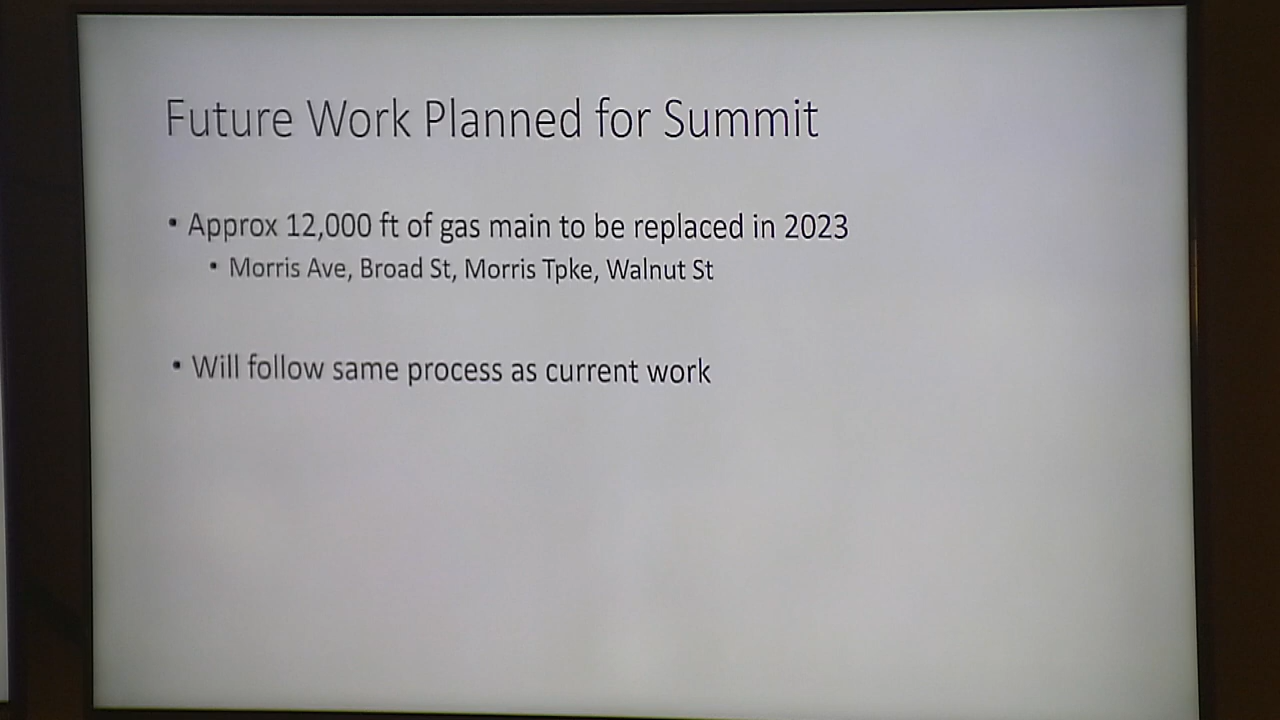 Future Work Planned for Summit
• Approx 12,000 ft of gas main to be replaced in 2023
• Morris Ave, Broad St, Morris Tpke, Walnut St
• Will follow same process as current work